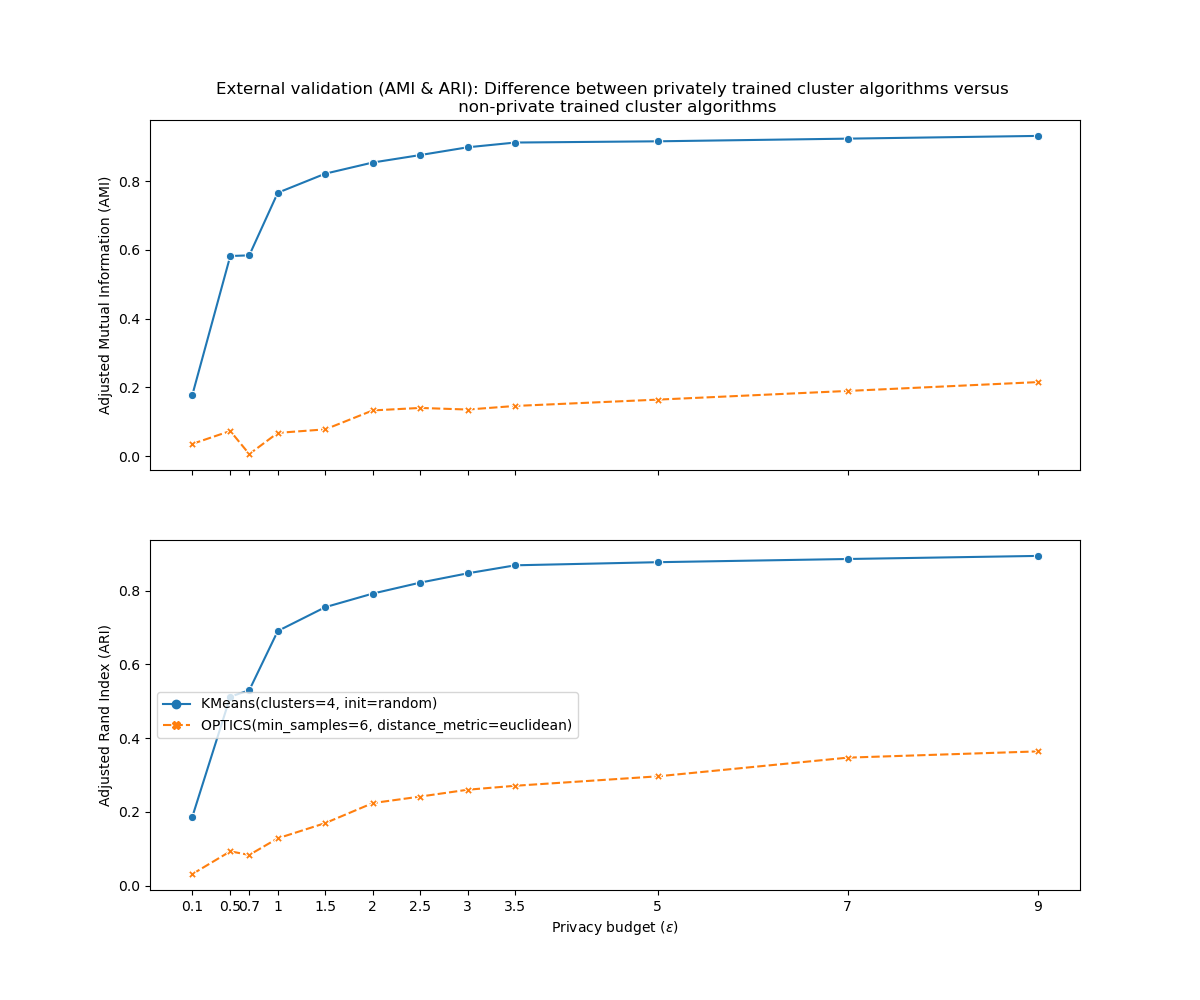 External validation (AMI & ARI): Difference between privately trained cluster algorithms versus
non-private trained cluster algorithms
Adjusted Mutual Information (AMI)
0.8
0.6
0.4
0.2
0.0
Adjusted Rand Index (ARI)
0.8
0.6
0.4
0.2
0.0
KMeans(clusters=4, init=random)
OPTICS(min_samples=6, distance_metric=euclidean)
0.1 0.5 0.7 1 1.5 2 2.5 3 3.5 5 7 9
Privacy budget (ε)